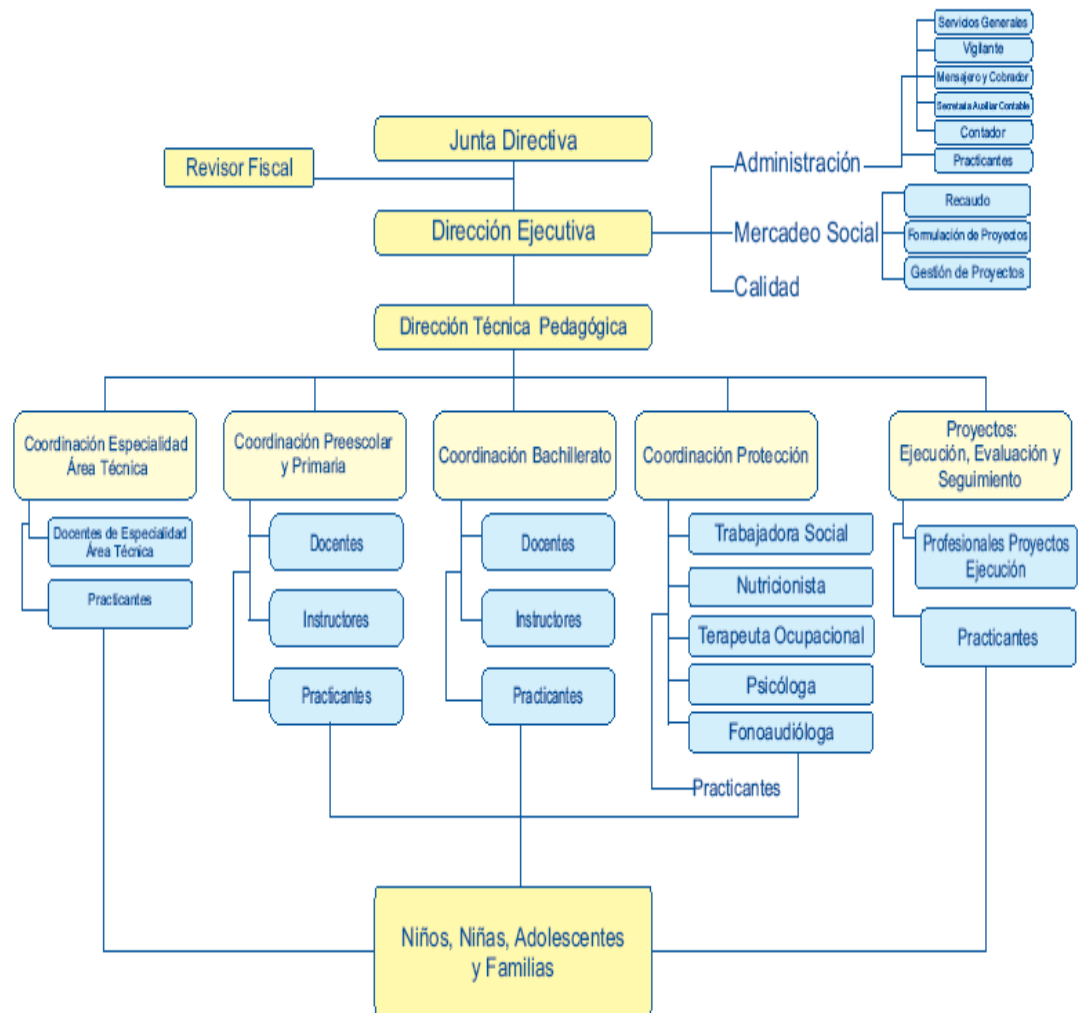 Servicios Generales
Vigilante
Mensajero y Cobrador
Secretaria Auxiliar Contable
Contador
Practicantes
Junta Directiva
Revisor Fiscal
Administración
Dirección Ejecutiva
Mercadeo Social
Calidad
Recaudo
Formulación de Proyectos
Gestión de Proyectos
Dirección Técnica Pedagógica
Coordinación Especialidad
Área Técnica
Docentes de Especialidad
Área Técnica
Practicantes
Coordinación Preescolar
y Primaria
Docentes
Instructores
Practicantes
Coordinación Bachillerato
Docentes
Instructores
Practicantes
Coordinación Protección
Trabajadora Social
Nutricionista
Terapeuta Ocupacional
Psicóloga
Fonoaudióloga
Practicantes
Proyectos:
Ejecución, Evaluación y
Seguimiento
Profesionales Proyectos
Ejecución
Practicantes
Niños, Niñas, Adolescentes
y Familias